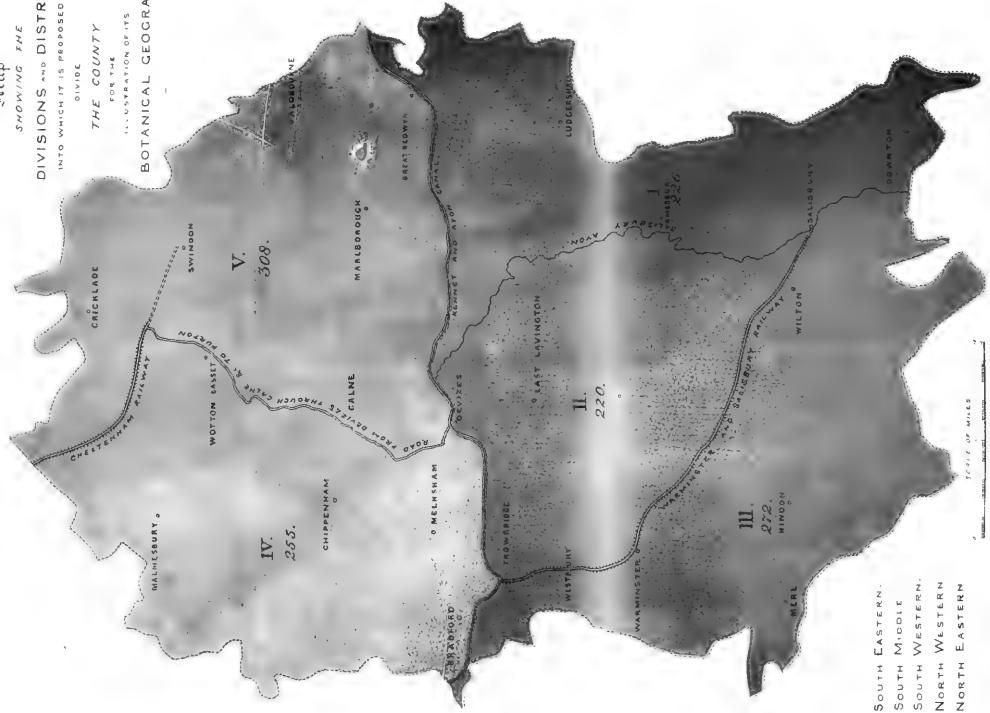 Map
SHOWING THE
DIVISIONS AND DISTR
INTO WHICH IT IS PROPOSED
DIVIDE
THE COUNTY
FOR THE
ILLUSTRATION OF ITS
BOTANICAL GEOGRA
CRICKLADE
CHELTENHAM RAILWAY
SWINDON
V.
308.
WOTTON BASSET
MALMESBURY
ROAD FROM DEVIZES THROUGH CALNE & TO PURTON
MARLBOROUGH
CALNE
CHIPPENHAM
IV.
255.
GREAT BEDWYN
MELKSHAM
KENNET AND AVON CANAL
DEVIZES
BRADFORD
TROWBRIDGE
WESTBURY
EAST LAVINGTON
LUDGERSHAL
AVON
I
226
II.
220.
WARMINSTER
WARMINSTER AND SALISBURY RAILWAY
SALISBURY
WILTON
DOWNTON
III.
272.
HINDON
MERE
SCALE OF MILES
SOUTH EASTERN.
SOUTH MIDDLE
SOUTH WESTERN.
NORTH WESTERN
NORTH EASTERN